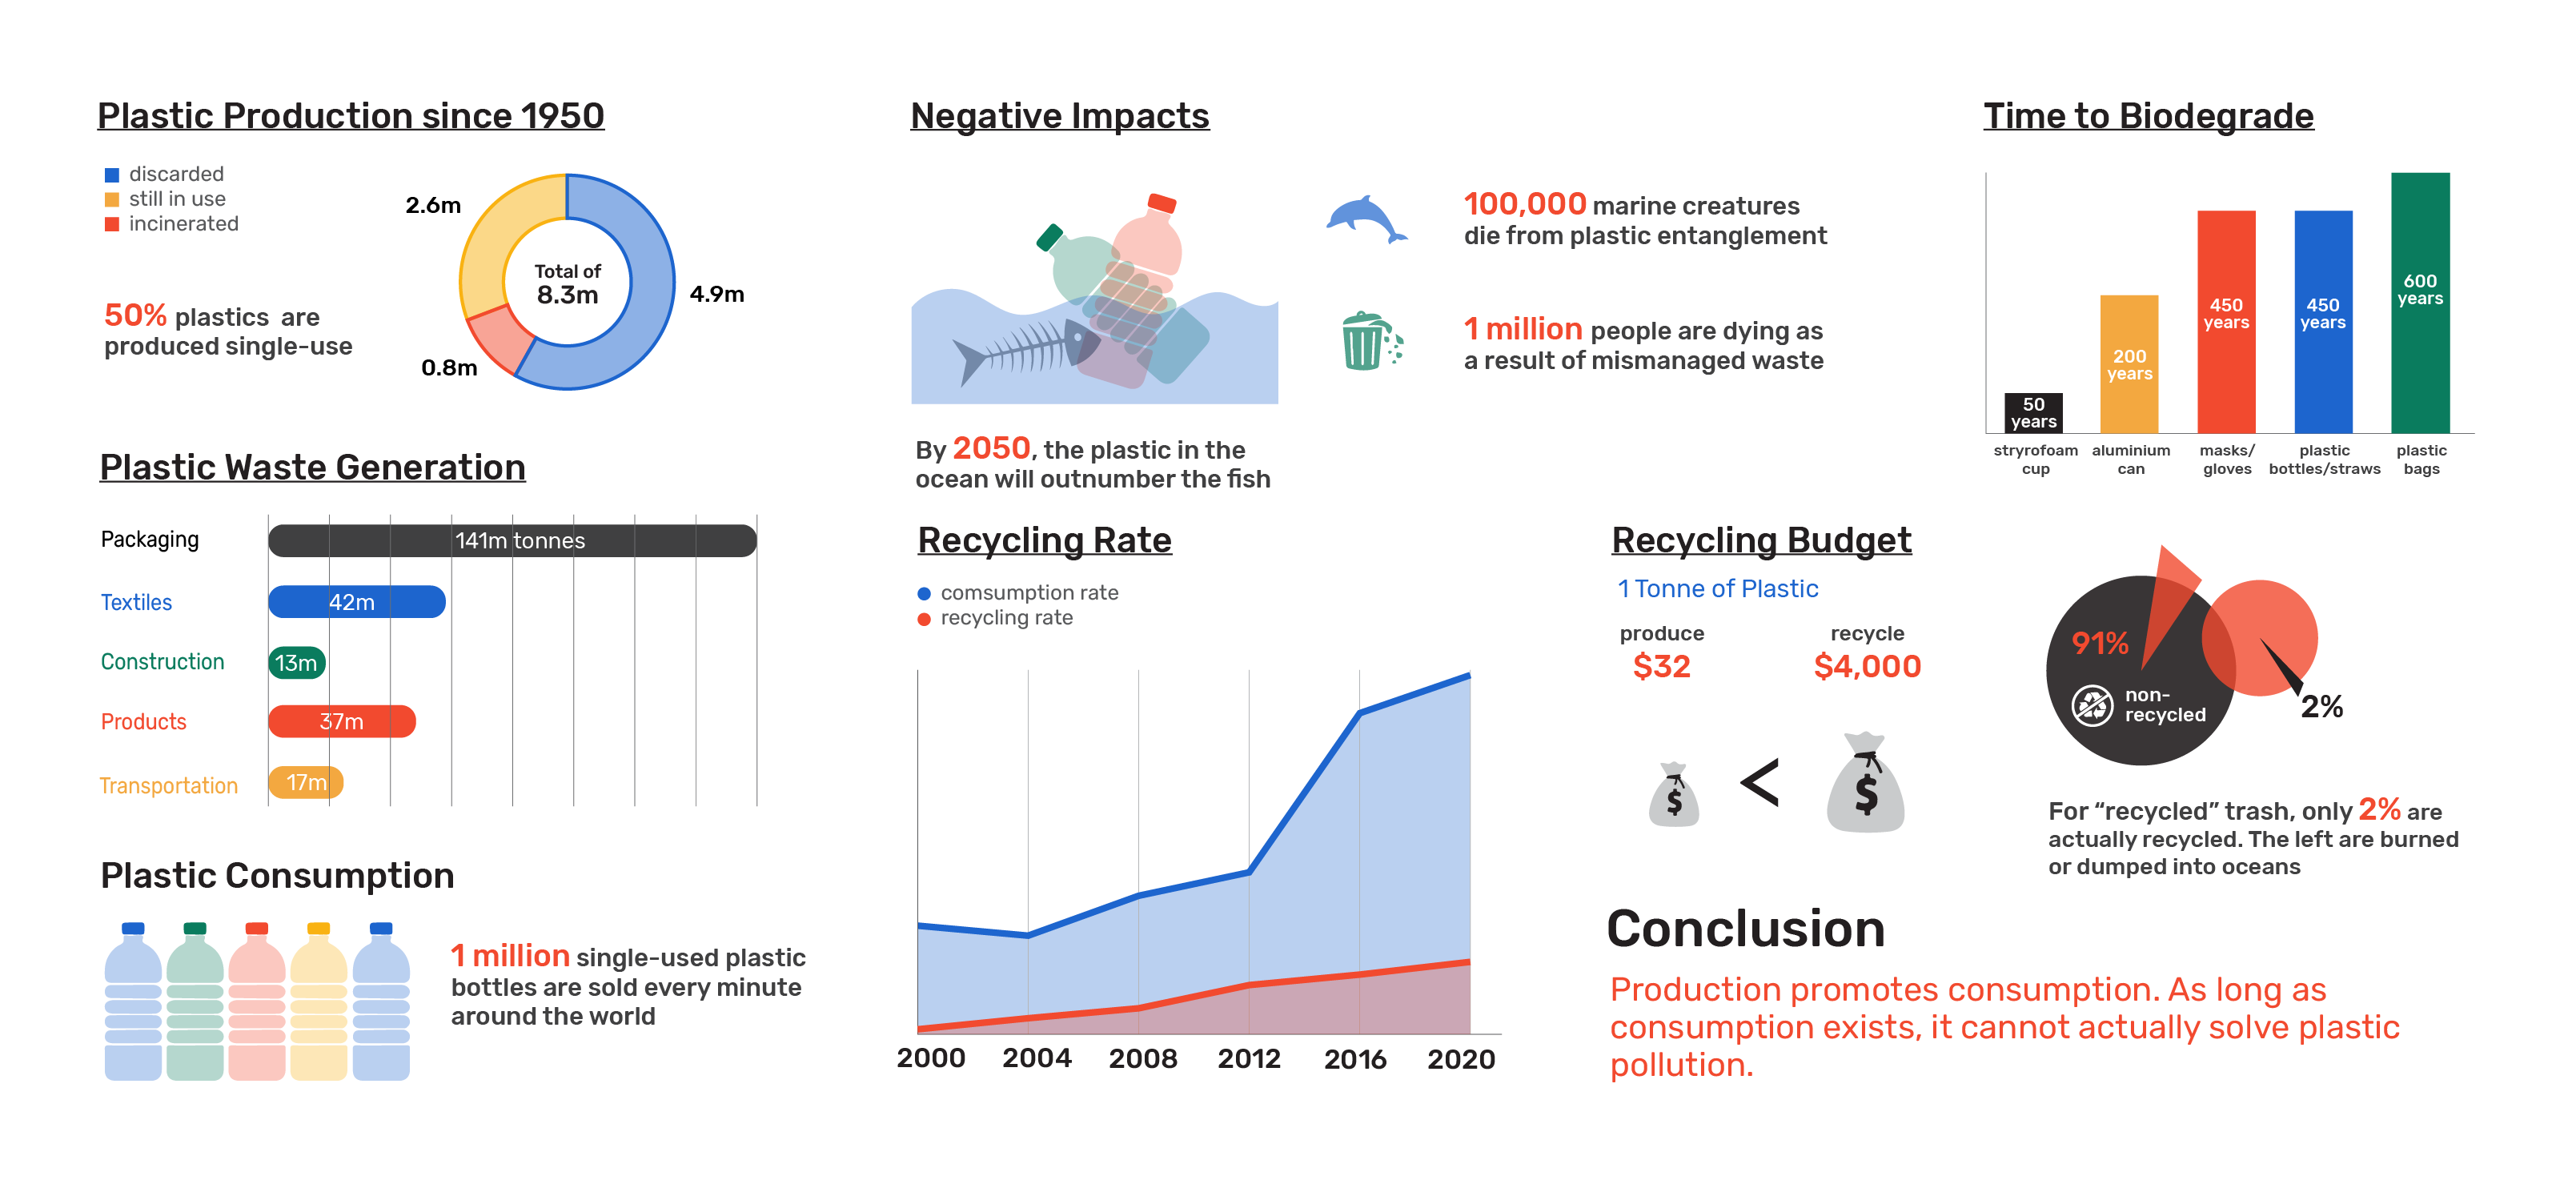 Plastic Production since 1950
discarded
still in use
incinerated
50% plastics are
produced single-use
2.6m
Total of
8.3m
4.9m
0.8m
Plastic Waste Generation
Packaging
141m tonnes
Textiles
42m
Construction
13m
Products
37m
Transportation
17m
Plastic Consumption
1 million single-used plastic
bottles are sold every minute
around the world
Negative Impacts
100,000 marine creatures
die from plastic entanglement
1 million people are dying as
a result of mismanaged waste
By 2050, the plastic in the
ocean will outnumber the fish
Time to Biodegrade
50
years
200
years
450
years
450
years
600
years
stryrofoam
cup
aluminium
can
masks/
gloves
plastic
bottles/straws
plastic
bags
Recycling Rate
comsumption rate
recycling rate
2000 2004 2008 2012 2016 2020
Recycling Budget
1 Tonne of Plastic
produce
$32
recycle
$4,000
$
<
$
91%
non-
recycled
2%
For “recycled” trash, only 2% are
actually recycled. The left are burned
or dumped into oceans
Conclusion
Production promotes consumption. As long as
consumption exists, it cannot actually solve plastic
pollution.